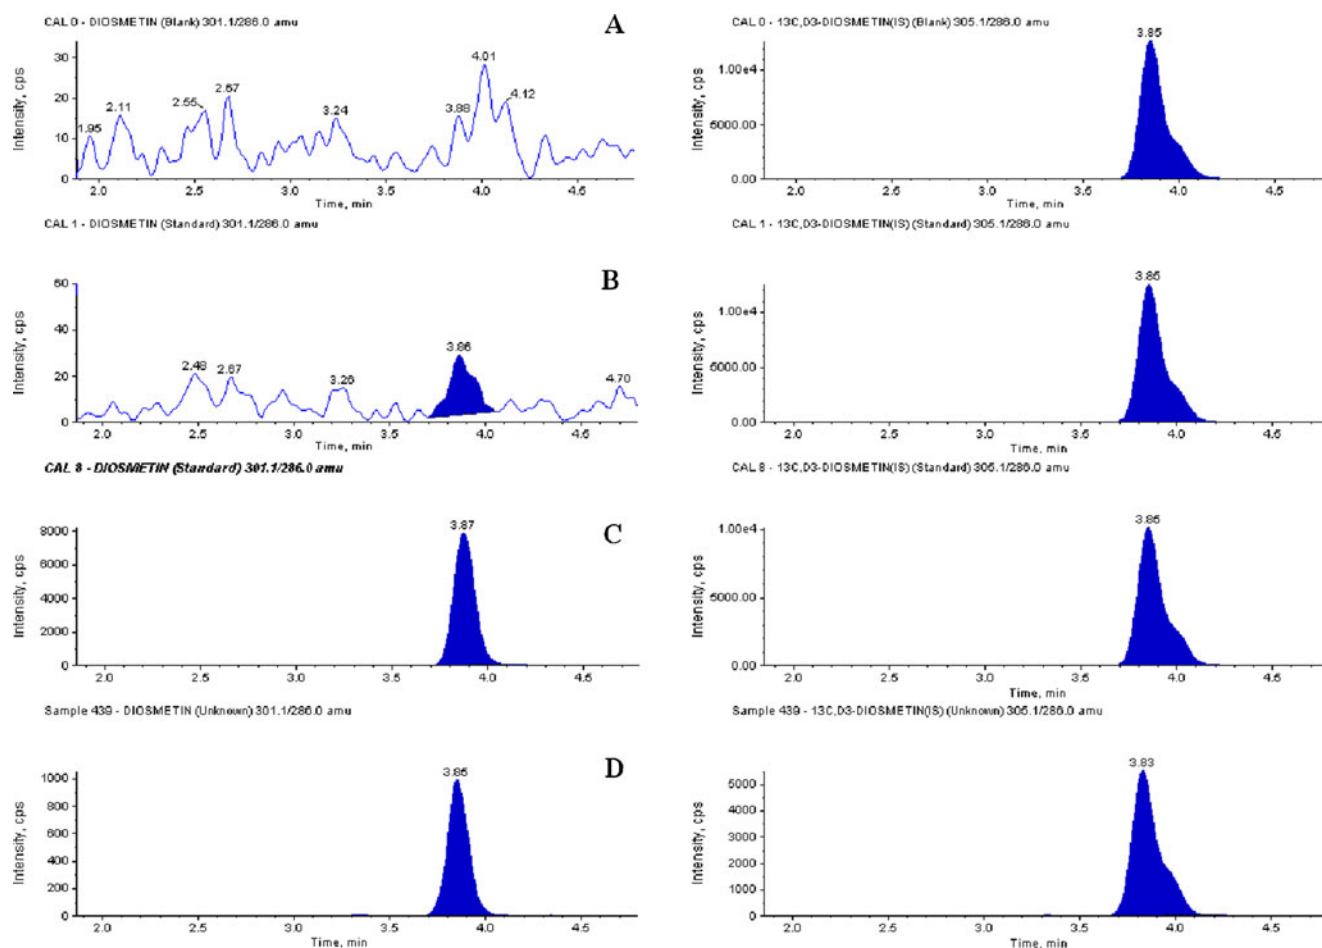 CAL 0 - DIOSMETIN (Blank) 301.1/286.0 amu
A
Intensity, cps
30
20
10
0
1.95
2.11
2.55
2.67
3.24
3.88
4.01
4.12
2.0 2.5 3.0 3.5 4.0 4.5
Time, min
CAL 0 - 13C,D3-DIOSMETIN(IS) (Blank) 305.1/286.0 amu
Intensity, cps
1.00e4
5000.00
0.00
3.85
2.0 2.5 3.0 3.5 4.0 4.5
Time, min
CAL 1 - DIOSMETIN (Standard) 301.1/286.0 amu
B
Intensity, cps
60
40
20
0
2.48
2.67
3.26
3.86
4.70
2.0 2.5 3.0 3.5 4.0 4.5
Time, min
CAL 1 - 13C,D3-DIOSMETIN(IS) (Standard) 305.1/286.0 amu
Intensity, cps
1.00e4
5000.00
0.00
3.85
2.0 2.5 3.0 3.5 4.0 4.5
Time, min
CAL 8 - DIOSMETIN (Standard) 301.1/286.0 amu
C
Intensity, cps
8000
6000
4000
2000
0
3.87
2.0 2.5 3.0 3.5 4.0 4.5
Time, min
CAL 8 - 13C,D3-DIOSMETIN(IS) (Standard) 305.1/286.0 amu
Intensity, cps
1.00e4
5000.00
0.00
3.85
2.0 2.5 3.0 3.5 4.0 4.5
Time, min
Sample 439 - DIOSMETIN (Unknown) 301.1/286.0 amu
D
Intensity, cps
1000
800
600
400
200
0
3.85
2.0 2.5 3.0 3.5 4.0 4.5
Time, min
Sample 439 - 13C,D3-DIOSMETIN(IS) (Unknown) 305.1/286.0 amu
Intensity, cps
5000
4000
3000
2000
1000
0
3.83
2.0 2.5 3.0 3.5 4.0 4.5
Time, min